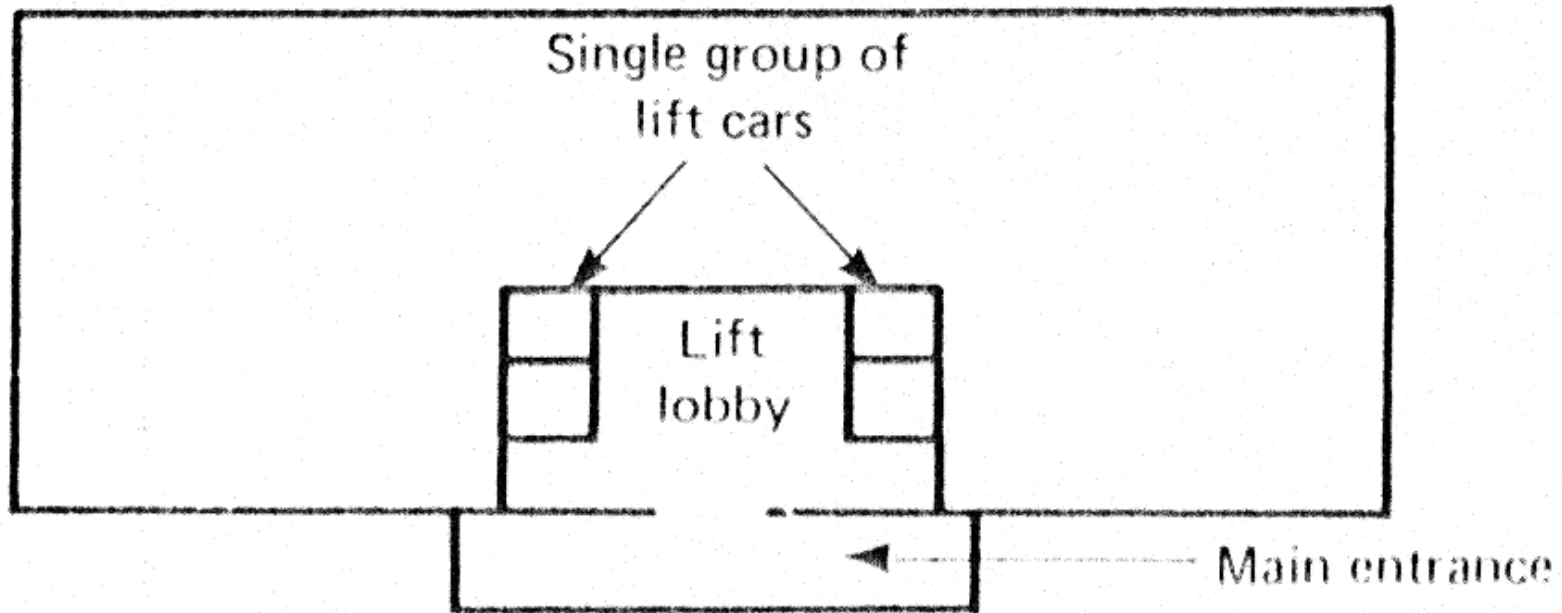 Single group of
lift cars
Lift
lobby
Main entrance